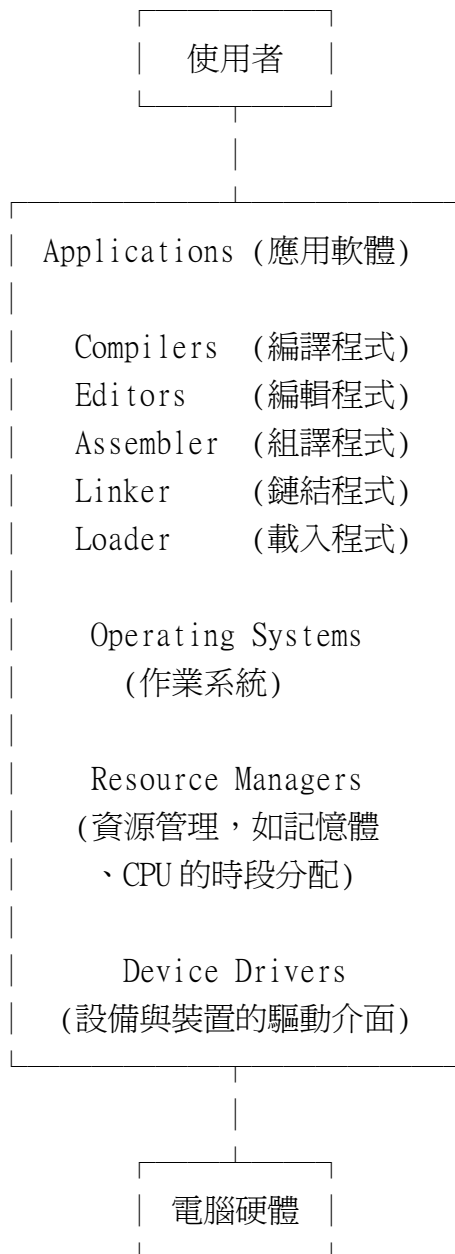 使用者
Applications (應用軟體)
Compilers (編譯程式)
Editors (編輯程式)
Assembler (組譯程式)
Linker (鏈結程式)
Loader (載入程式)
Operating Systems
(作業系統)
Resource Managers
(資源管理，如記憶體
、CPU 的時段分配)
Device Drivers
(設備與裝置的驅動介面)
電腦硬體